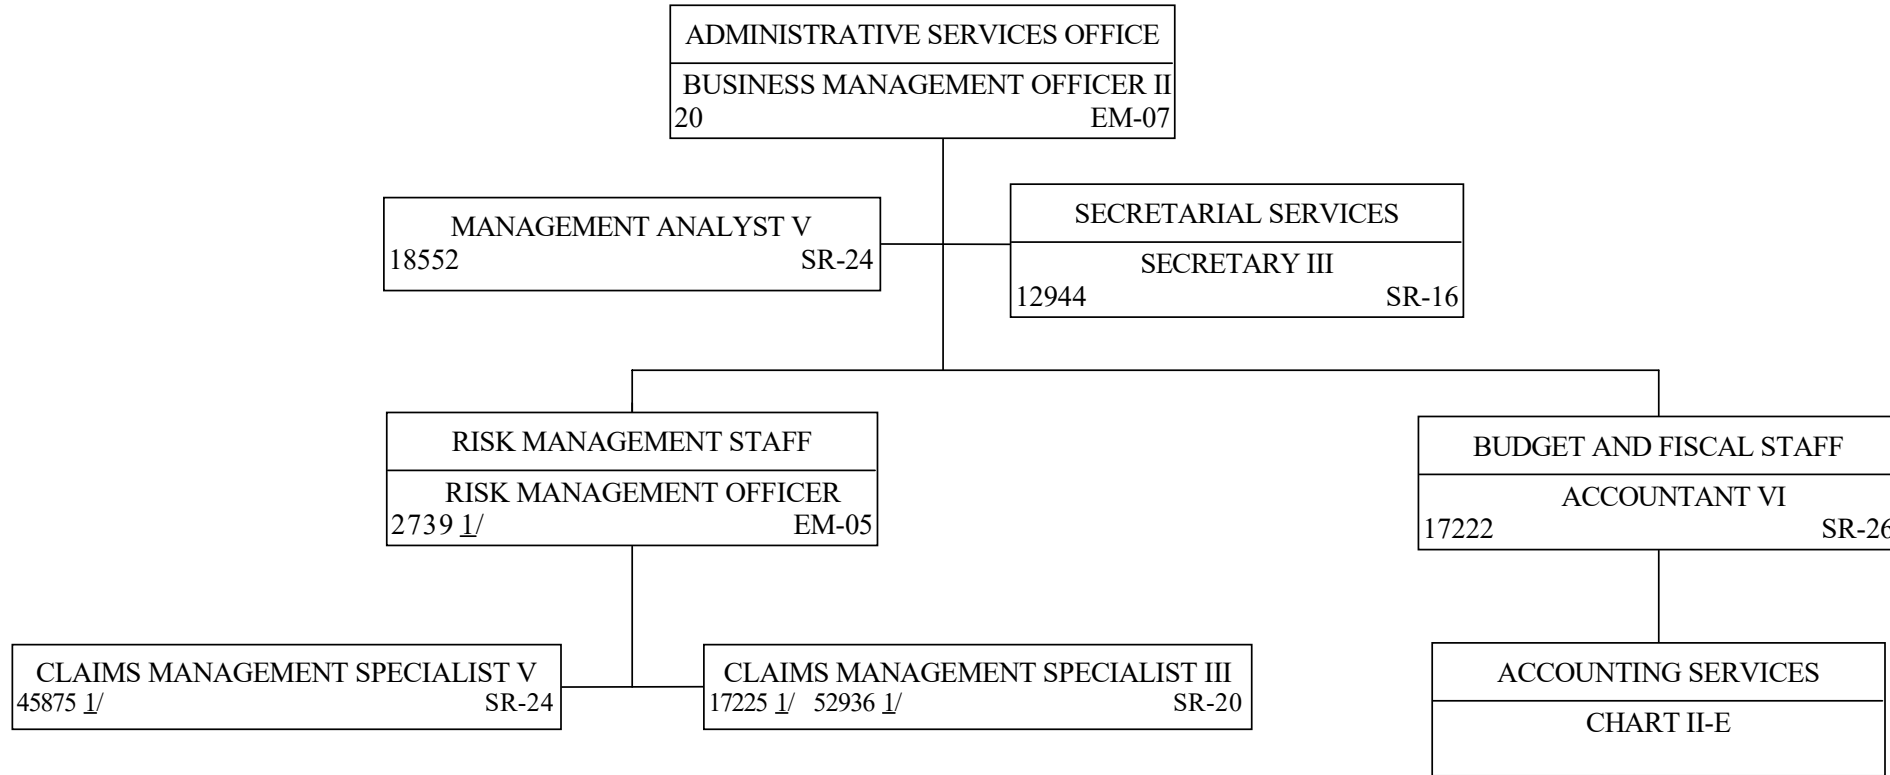 ADMINISTRATIVE SERVICES OFFICE
BUSINESS MANAGEMENT OFFICER II
20 EM-07
MANAGEMENT ANALYST V
18552 SR-24
SECRETARIAL SERVICES
SECRETARY III
12944 SR-16
RISK MANAGEMENT STAFF
RISK MANAGEMENT OFFICER
2739 1/ EM-05
BUDGET AND FISCAL STAFF
ACCOUNTANT VI
17222 SR-26
CLAIMS MANAGEMENT SPECIALIST V
45875 1/ SR-24
CLAIMS MANAGEMENT SPECIALIST III
17225 1/ 52936 1/ SR-20
ACCOUNTING SERVICES
CHART II-E